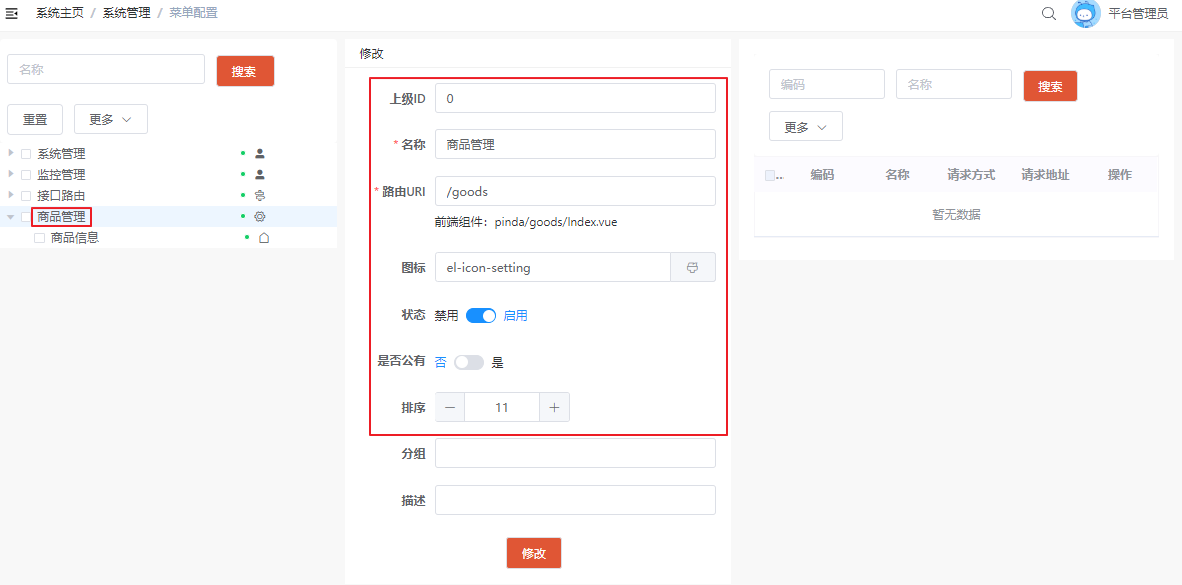 系统主页 / 系统管理 / 菜单配置
平台管理员
名称
搜索
重置
更多
系统管理
监控管理
接口路由
商品管理
商品信息
修改
上级ID 0
* 名称 商品管理
* 路由URI /goods
前端组件：pinda/goods/Index.vue
图标 el-icon-setting
状态 禁用 启用
是否公有 否 是
排序 — 11 +
分组
描述
修改
编码 名称 搜索
更多
编码 名称 请求方式 请求地址 操作
暂无数据